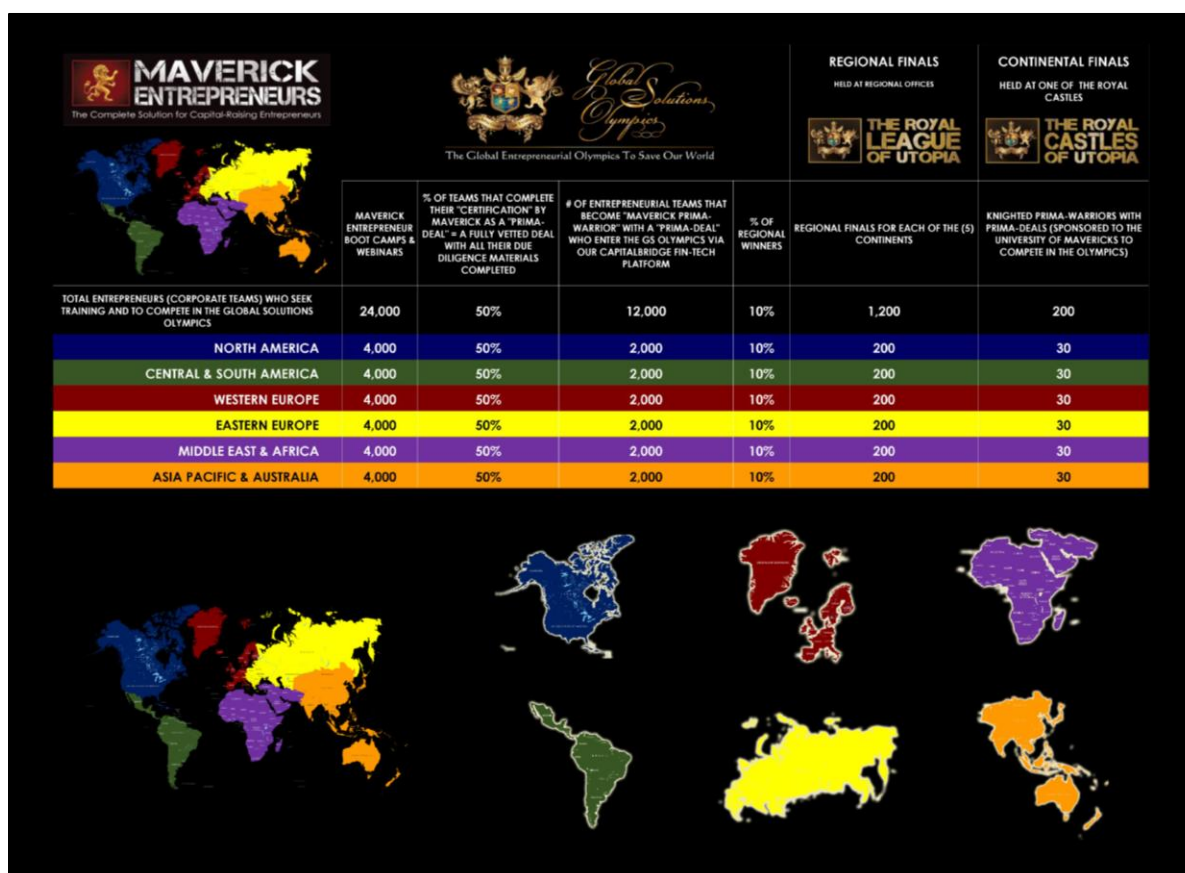 MAVERICK
ENTREPRENEURS
The Complete Solution for Capital-Raising Entrepreneurs
Global
Solutions
Olympics
The Global Entrepreneurial Olympics To Save Our World
REGIONAL FINALS
HELD AT REGIONAL OFFICES
THE ROYAL
LEAGUE
OF UTOPIA
CONTINENTAL FINALS
HELD AT ONE OF THE ROYAL
CASTLES
THE ROYAL
CASTLES
OF UTOPIA
MAVERICK
ENTREPRENEUR
BOOT CAMPS &
WEBINARS
% OF TEAMS THAT COMPLETE
THEIR "CERTIFICATION" BY
MAVERICK AS A "PRIMA-
DEAL" = A FULLY VETTED DEAL
WITH ALL THEIR DUE
DILIGENCE MATERIALS
COMPLETED
# OF ENTREPRENEURIAL TEAMS THAT
BECOME "MAVERICK PRIMA-
WARRIOR" WITH A "PRIMA-DEAL"
WHO ENTER THE GS OLYMPICS VIA
OUR CAPITALBRIDGE FIN-TECH
PLATFORM
% OF
REGIONAL
WINNERS
REGIONAL FINALS FOR EACH OF THE (5)
CONTINENTS
KNIGHTED PRIMA-WARRIORS WITH
PRIMA-DEALS (SPONSORED TO THE
UNIVERSITY OF MAVERICKS TO
COMPETE IN THE OLYMPICS)
TOTAL ENTREPRENEURS (CORPORATE TEAMS) WHO SEEK
TRAINING AND TO COMPETE IN THE GLOBAL SOLUTIONS
OLYMPICS
24,000 50% 12,000 10% 1,200 200
NORTH AMERICA 4,000 50% 2,000 10% 200 30
CENTRAL & SOUTH AMERICA 4,000 50% 2,000 10% 200 30
WESTERN EUROPE 4,000 50% 2,000 10% 200 30
EASTERN EUROPE 4,000 50% 2,000 10% 200 30
MIDDLE EAST & AFRICA 4,000 50% 2,000 10% 200 30
ASIA PACIFIC & AUSTRALIA 4,000 50% 2,000 10% 200 30